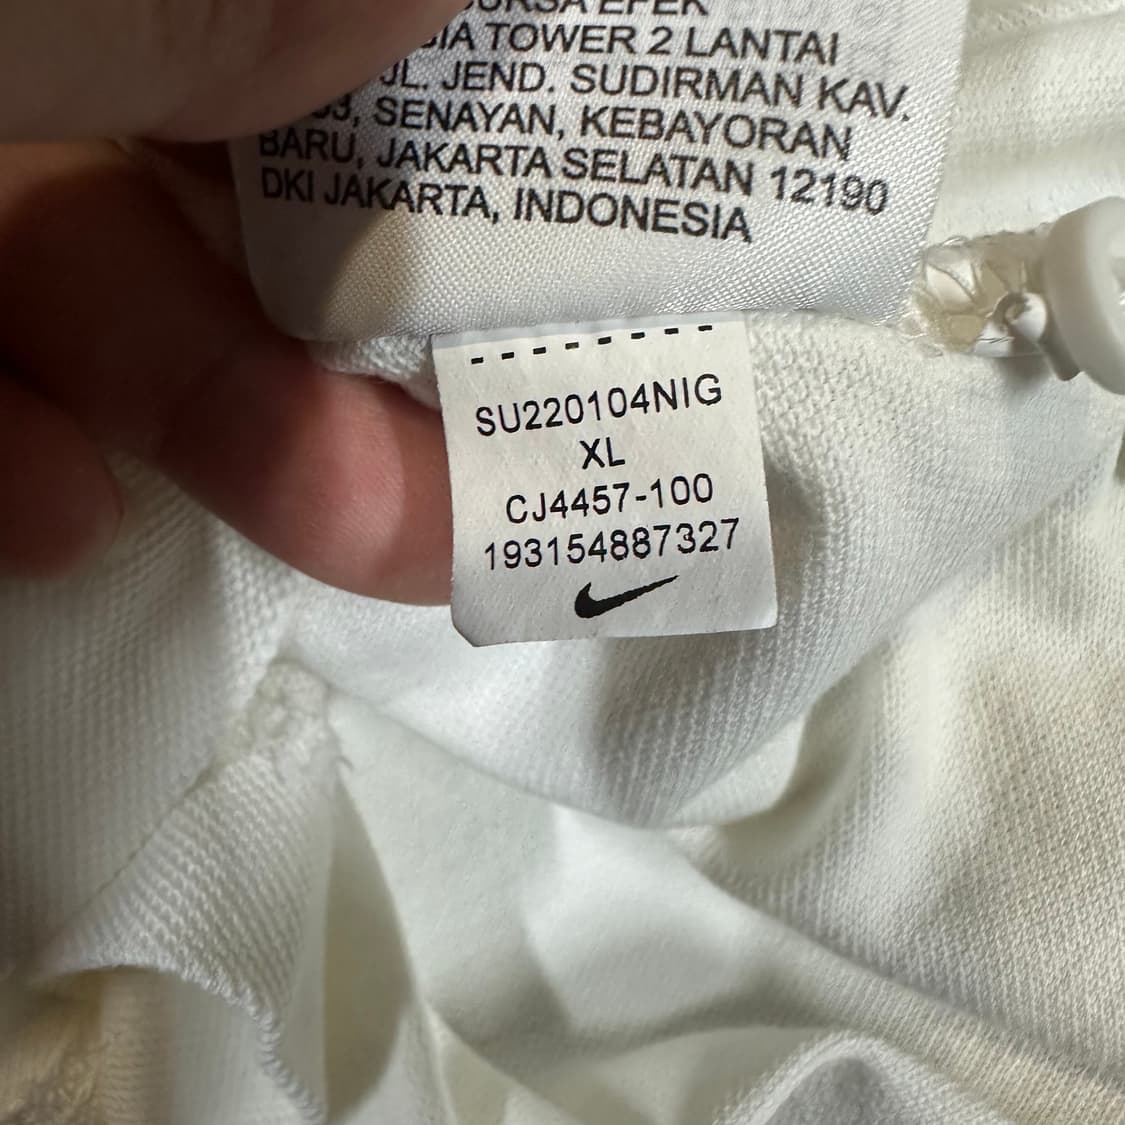 EFEK
TOWER 2 LANTAI
JL. JEND. SUDIRMAN KAV.
SENAYAN, KEBAYORAN
BARU, JAKARTA SELATAN 12190
DKI JAKARTA, INDONESIA
SU220104NIG
XL
CJ4457-100
193154887327